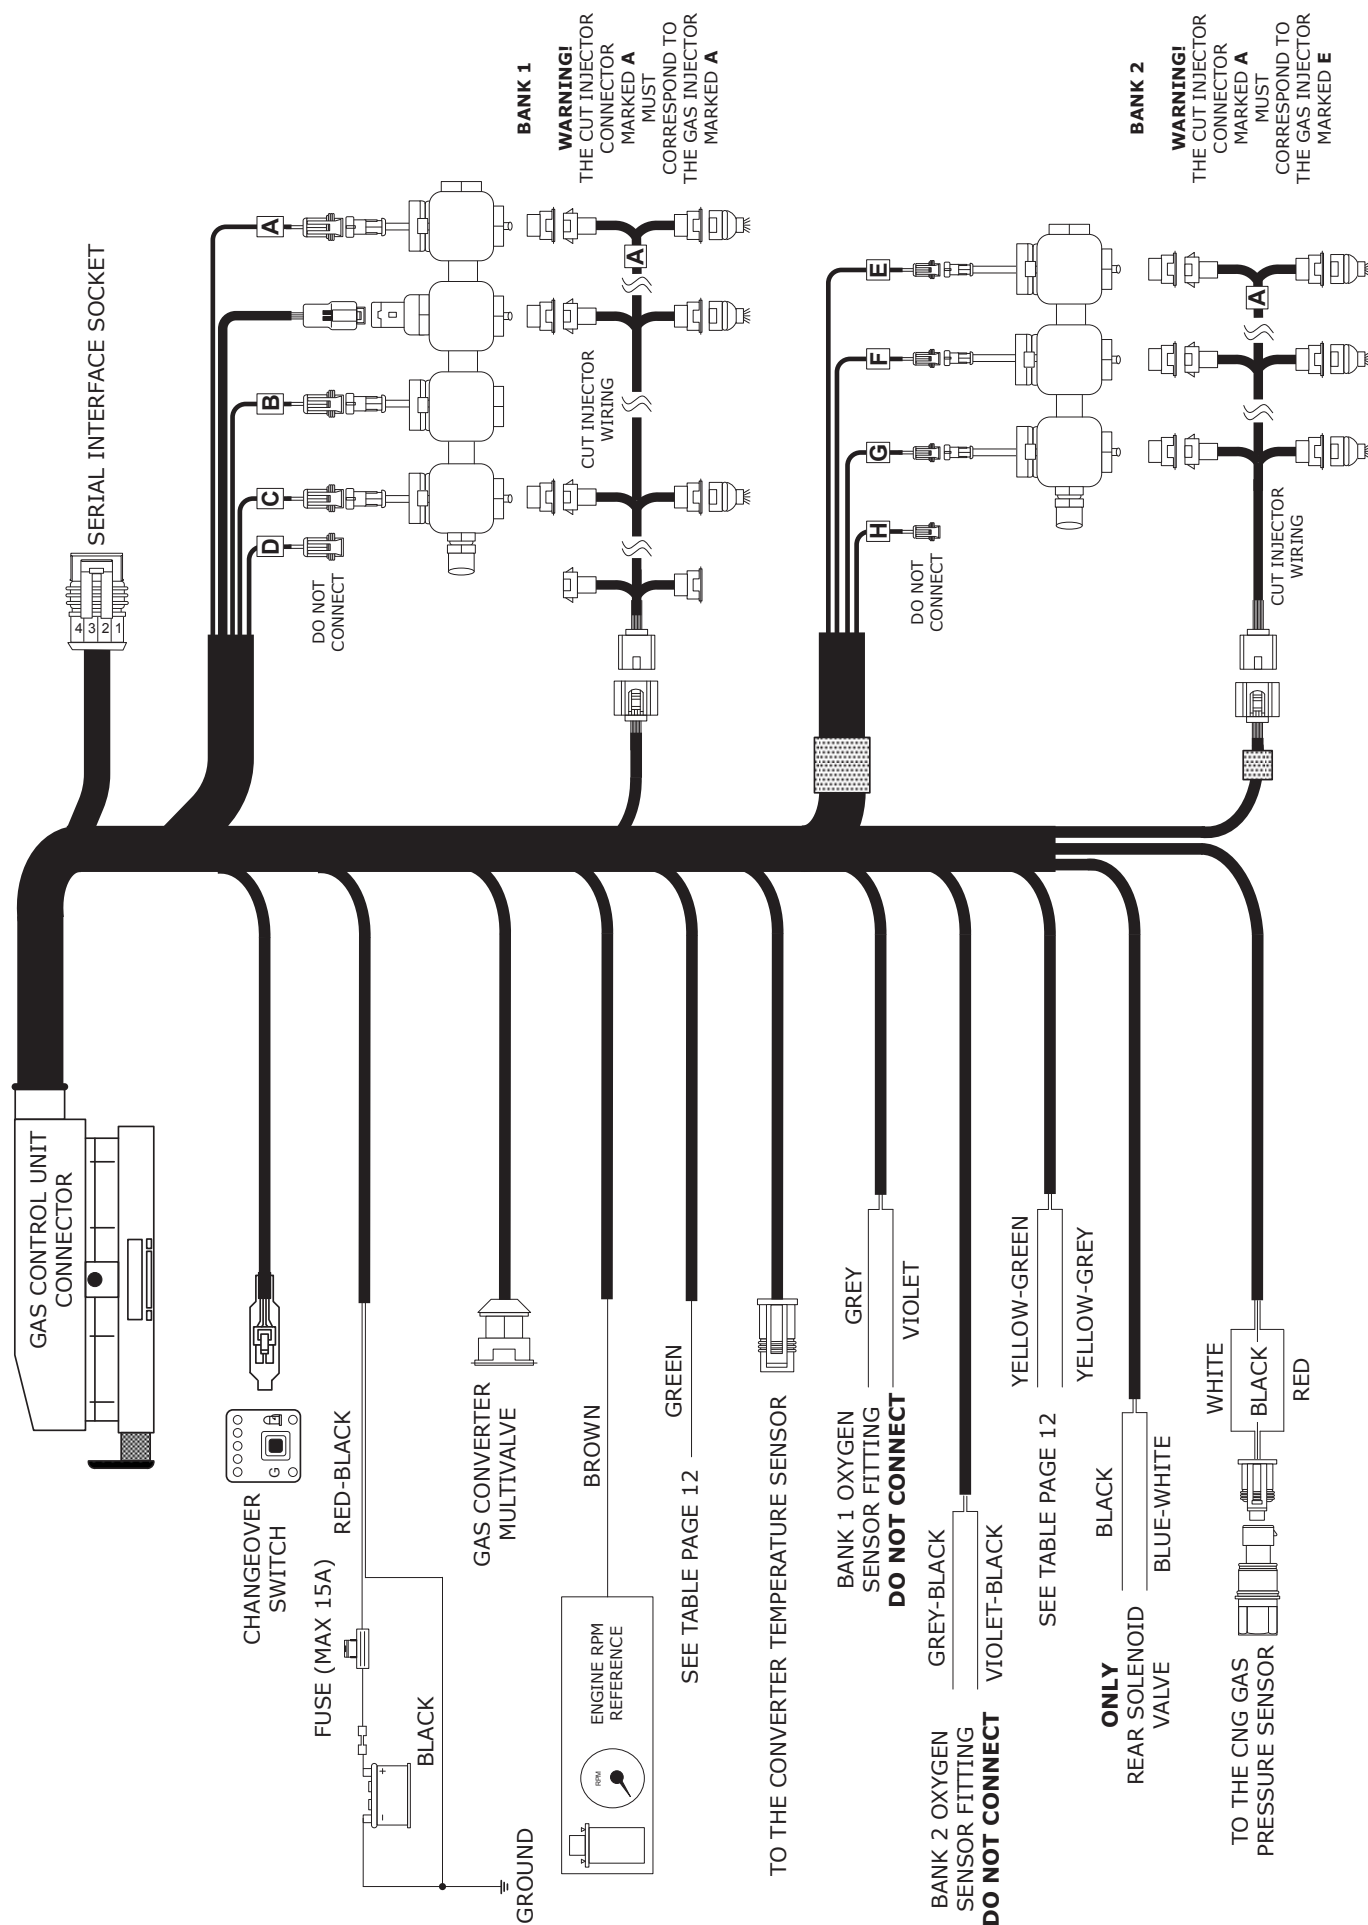 GAS CONTROL UNIT
CONNECTOR
SERIAL INTERFACE SOCKET
4
3
2
1
CHANGEOVER
SWITCH
G
FUSE (MAX 15A)
RED-BLACK
BLACK
+
-
GROUND
GAS CONVERTER
MULTIVALVE
ENGINE RPM
REFERENCE
RPM
BROWN
SEE TABLE PAGE 12
GREEN
TO THE CONVERTER TEMPERATURE SENSOR
BANK 1 OXYGEN
SENSOR FITTING
DO NOT CONNECT
GREY
VIOLET
BANK 2 OXYGEN
SENSOR FITTING
DO NOT CONNECT
GREY-BLACK
VIOLET-BLACK
SEE TABLE PAGE 12
YELLOW-GREEN
YELLOW-GREY
ONLY
REAR SOLENOID
VALVE
BLACK
BLUE-WHITE
TO THE CNG GAS
PRESSURE SENSOR
WHITE
BLACK
RED
D
C
B
A
DO NOT
CONNECT
CUT INJECTOR
WIRING
A
BANK 1
WARNING!
THE CUT INJECTOR
CONNECTOR
MARKED A
MUST
CORRESPOND TO
THE GAS INJECTOR
MARKED A
H
G
F
E
DO NOT
CONNECT
CUT INJECTOR
WIRING
A
BANK 2
WARNING!
THE CUT INJECTOR
CONNECTOR
MARKED A
MUST
CORRESPOND TO
THE GAS INJECTOR
MARKED E